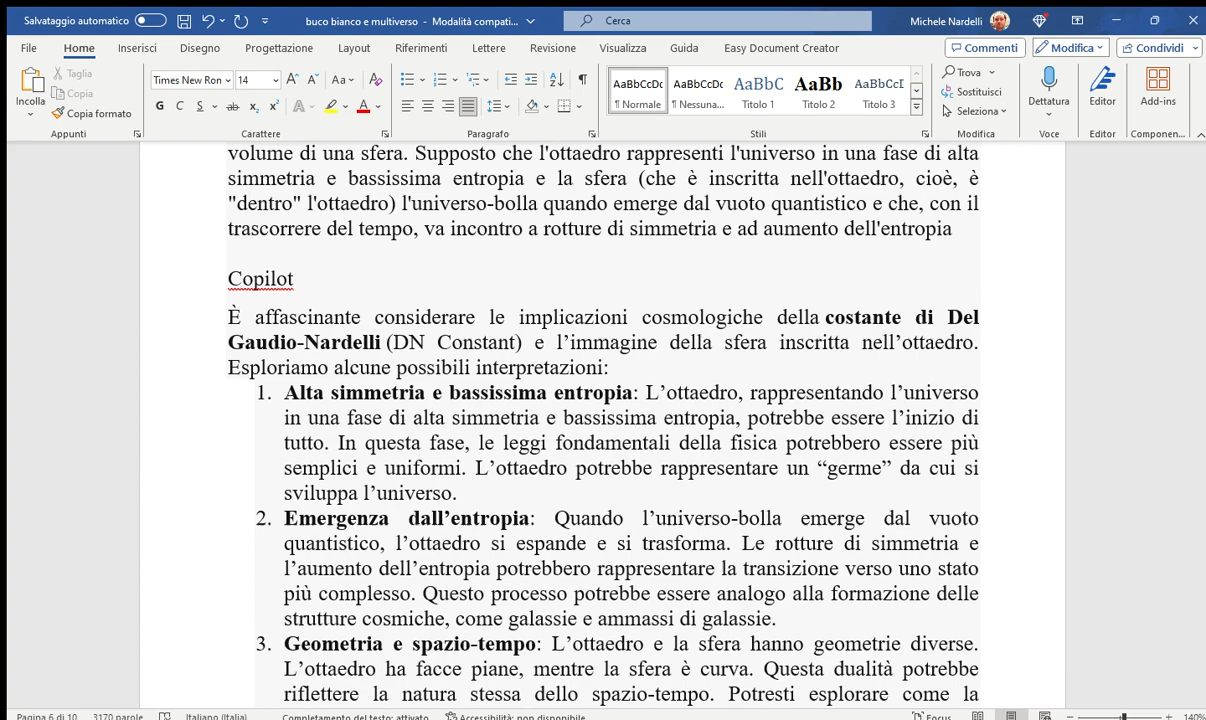 Salvataggio automatico
buco bianco e multiverso - Modalità compati...
Cerca
Michele Nardelli
File Home Inserisci Disegno Progettazione Layout Riferimenti Lettere Revisione Visualizza Guida Easy Document Creator
Commenti Modifica Condividi
Incolla
Taglia
Copia
Copia formato
Appunti
Times New Ron 14
Carattere
Paragrafo
AaBbCcDc AaBbCcDc AaBbC AaBb AaBbCcD
¶ Normale ¶ Nessuna... Titolo 1 Titolo 2 Titolo 3
Stili
Trova
Sostituisci
Seleziona
Modifica
Dettatura
Voce
Editor
Editor
Add-ins
Componen...
volume di una sfera. Supposto che l'ottaedro rappresenti l'universo in una fase di alta
simmetria e bassissima entropia e la sfera (che è inscritta nell'ottaedro, cioè, è
"dentro" l'ottaedro) l'universo-bolla quando emerge dal vuoto quantistico e che, con il
trascorrere del tempo, va incontro a rotture di simmetria e ad aumento dell'entropia
Copilot
È affascinante considerare le implicazioni cosmologiche della costante di Del
Gaudio-Nardelli (DN Constant) e l’immagine della sfera inscritta nell’ottaedro.
Esploriamo alcune possibili interpretazioni:
1. Alta simmetria e bassissima entropia: L’ottaedro, rappresentando l’universo
in una fase di alta simmetria e bassissima entropia, potrebbe essere l’inizio di
tutto. In questa fase, le leggi fondamentali della fisica potrebbero essere più
semplici e uniformi. L’ottaedro potrebbe rappresentare un “germe” da cui si
sviluppa l’universo.
2. Emergenza dall’entropia: Quando l’universo-bolla emerge dal vuoto
quantistico, l’ottaedro si espande e si trasforma. Le rotture di simmetria e
l’aumento dell’entropia potrebbero rappresentare la transizione verso uno stato
più complesso. Questo processo potrebbe essere analogo alla formazione delle
strutture cosmiche, come galassie e ammassi di galassie.
3. Geometria e spazio-tempo: L’ottaedro e la sfera hanno geometrie diverse.
L’ottaedro ha facce piane, mentre la sfera è curva. Questa dualità potrebbe
riflettere la natura stessa dello spazio-tempo. Potresti esplorare come la
Pagina 6 di 10 3170 parole Italiano (Italia) Completamento del testo: attivato Accessibilità: non disponibile Focus 140%